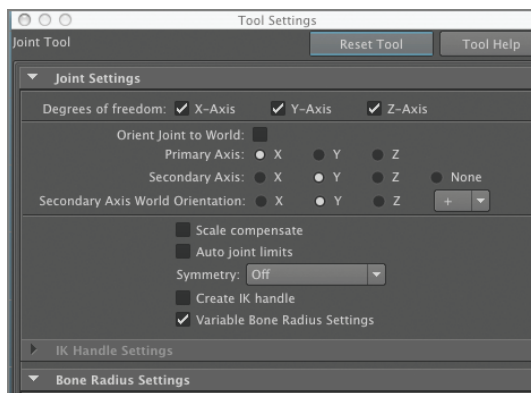 Tool Settings
Joint Tool Reset Tool Tool Help
Joint Settings
Degrees of freedom: X-Axis Y-Axis Z-Axis
Orient Joint to World:
Primary Axis: X Y Z
Secondary Axis: X Y Z None
Secondary Axis World Orientation: X Y Z +
Scale compensate
Auto joint limits
Symmetry: Off
Create IK handle
Variable Bone Radius Settings
IK Handle Settings
Bone Radius Settings